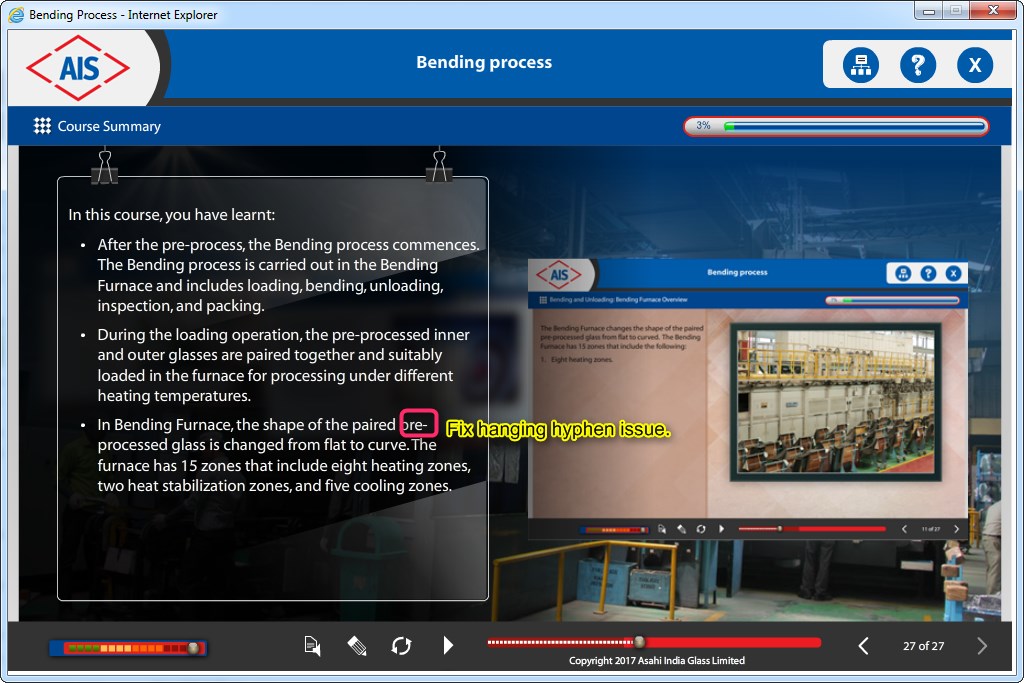 Bending Process - Internet Explorer
AIS
Bending process
?
X
Course Summary
3%
In this course, you have learnt:
• After the pre-process, the Bending process commences.
The Bending process is carried out in the Bending
Furnace and includes loading, bending, unloading,
inspection, and packing.
• During the loading operation, the pre-processed inner
and outer glasses are paired together and suitably
loaded in the furnace for processing under different
heating temperatures.
• In Bending Furnace, the shape of the paired pre-
processed glass is changed from flat to curve. The
furnace has 15 zones that include eight heating zones,
two heat stabilization zones, and five cooling zones.
Fix hanging hyphen issue.
AIS
Bending process
?
X
Bending and Unloading: Bending Furnace Overview
The Bending Furnace changes the shape of the paired
pre-processed glass from flat to curved. The Bending
Furnace has 15 zones that include the following:
1. Eight heating zones.
11 of 27
27 of 27
Copyright 2017 Asahi India Glass Limited